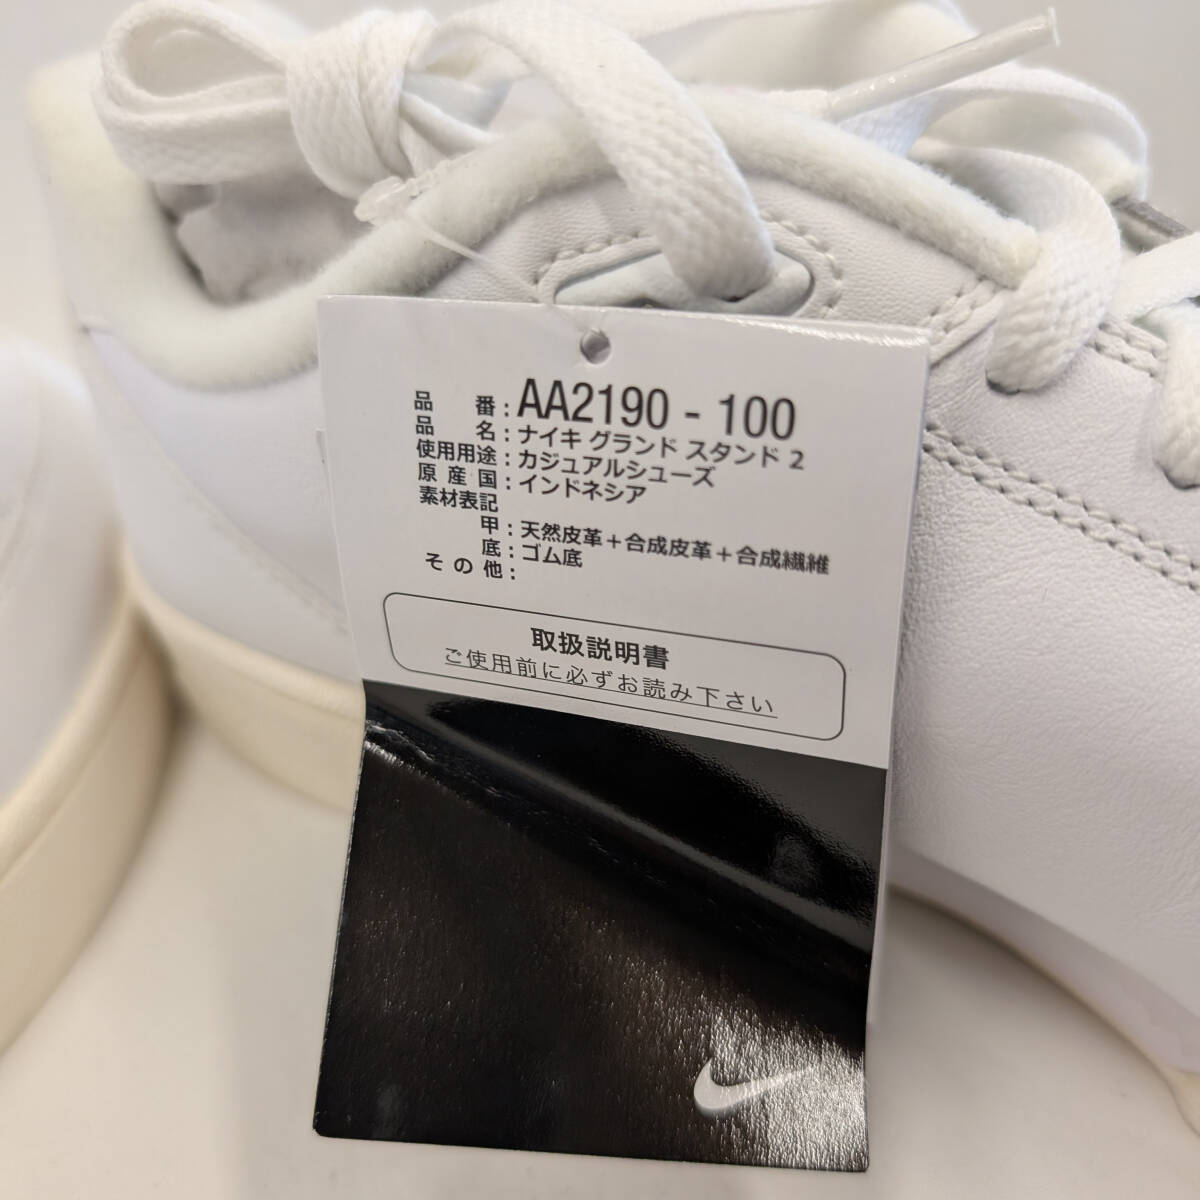 品番：AA2190 - 100
品名：ナイキ グランド スタンド 2
使用用途：カジュアルシューズ
原産国：インドネシア
素材表記
甲：天然皮革＋合成皮革＋合成繊維
底：ゴム底
その他：
取扱説明書
ご使用前に必ずお読み下さい